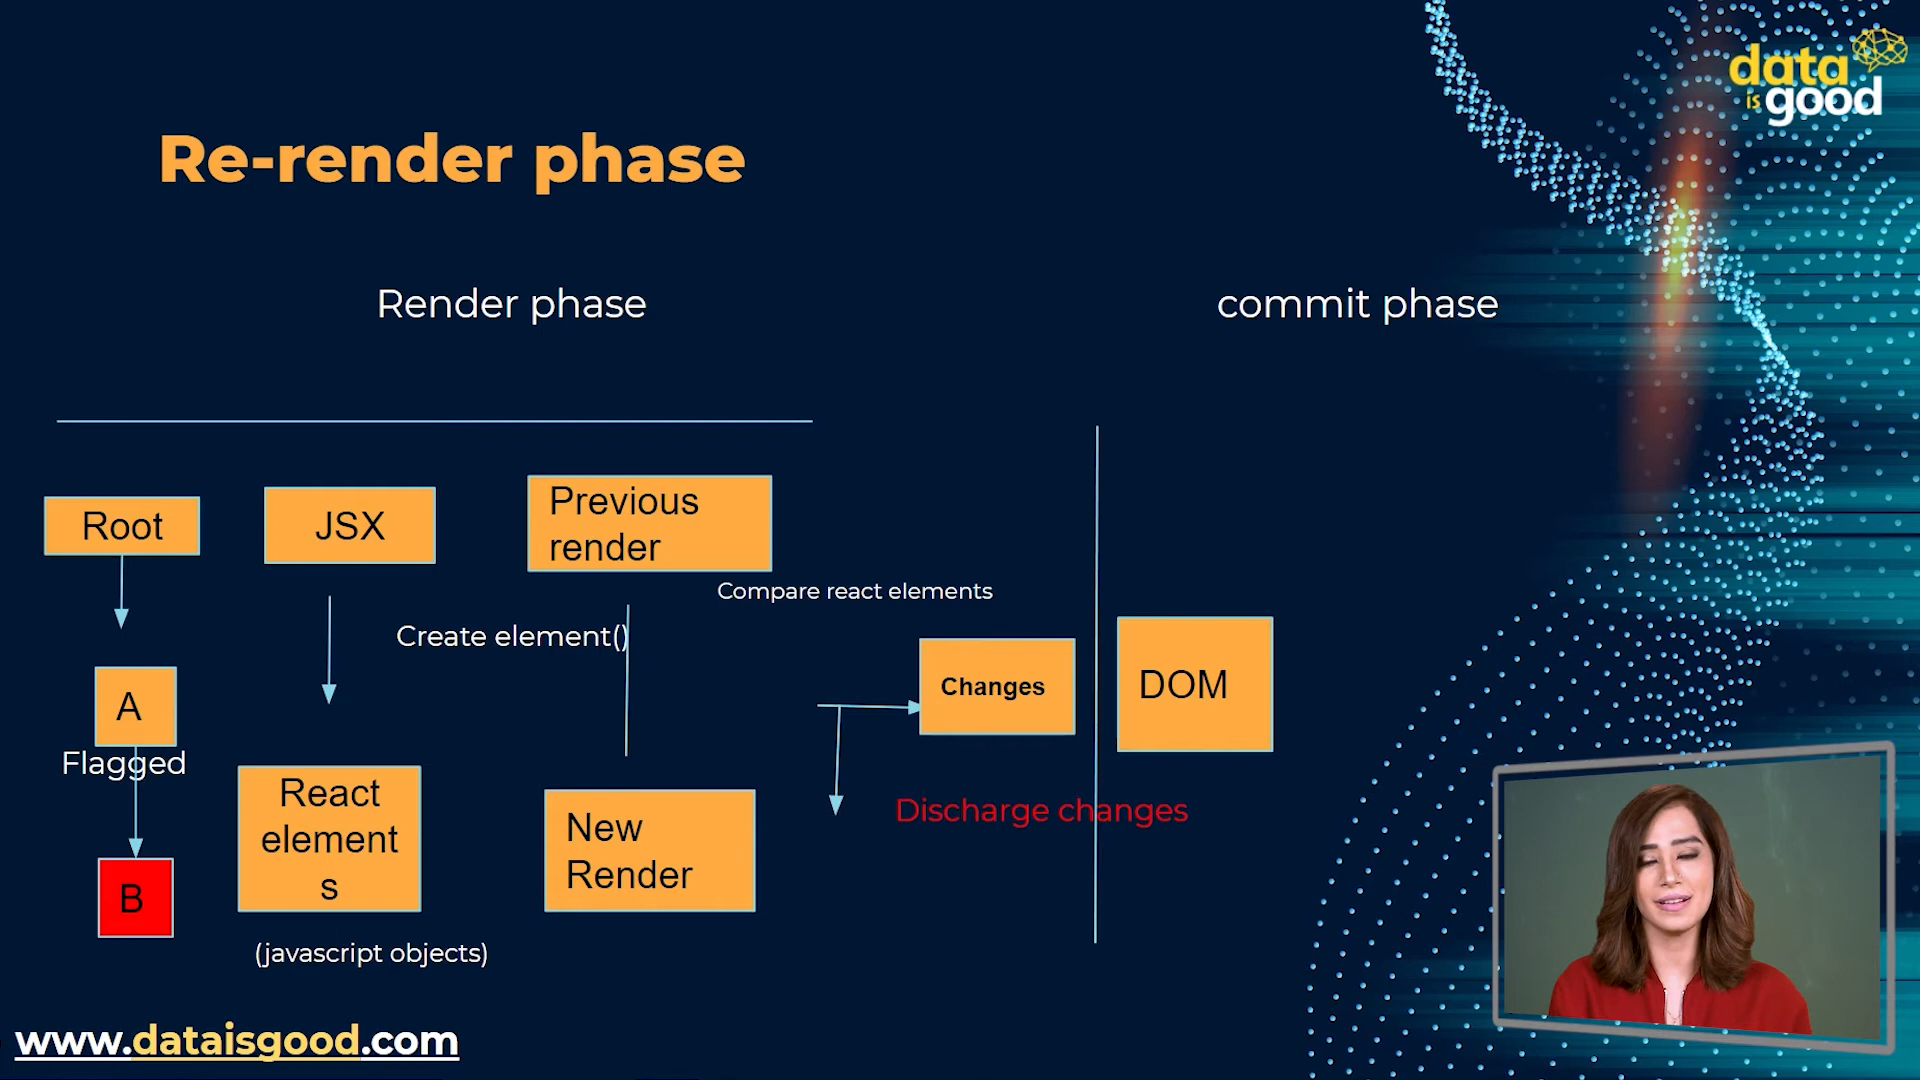 data
is good
Re-render phase
Render phase
commit phase
Root
JSX
Previous
render
Compare react elements
Create element()
A
Changes
DOM
Flagged
React
element
s
New
Render
Discharge changes
B
(javascript objects)
www.dataisgood.com